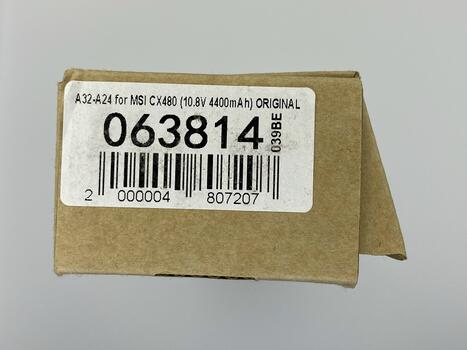 A32-A24 for MSI CX480 (10.8V 4400mAh) ORIGINAL
063814
039BE
2 000004 807207